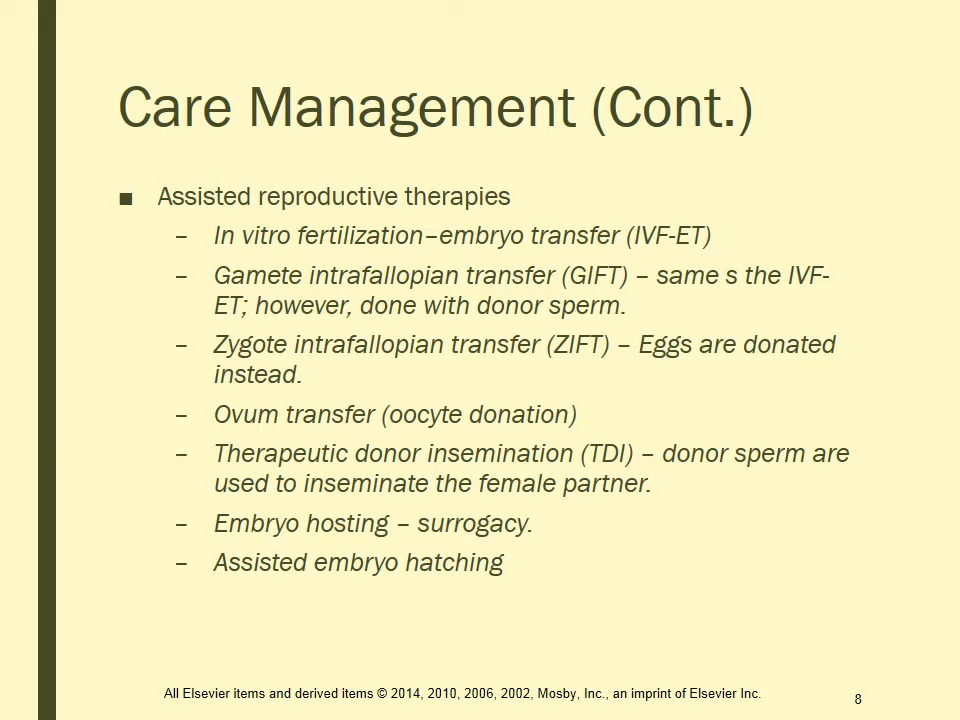 Care Management (Cont.)
■ Assisted reproductive therapies
– In vitro fertilization–embryo transfer (IVF-ET)
– Gamete intrafallopian transfer (GIFT) – same s the IVF-
ET; however, done with donor sperm.
– Zygote intrafallopian transfer (ZIFT) – Eggs are donated
instead.
– Ovum transfer (oocyte donation)
– Therapeutic donor insemination (TDI) – donor sperm are
used to inseminate the female partner.
– Embryo hosting – surrogacy.
– Assisted embryo hatching
All Elsevier items and derived items © 2014, 2010, 2006, 2002, Mosby, Inc., an imprint of Elsevier Inc.
8